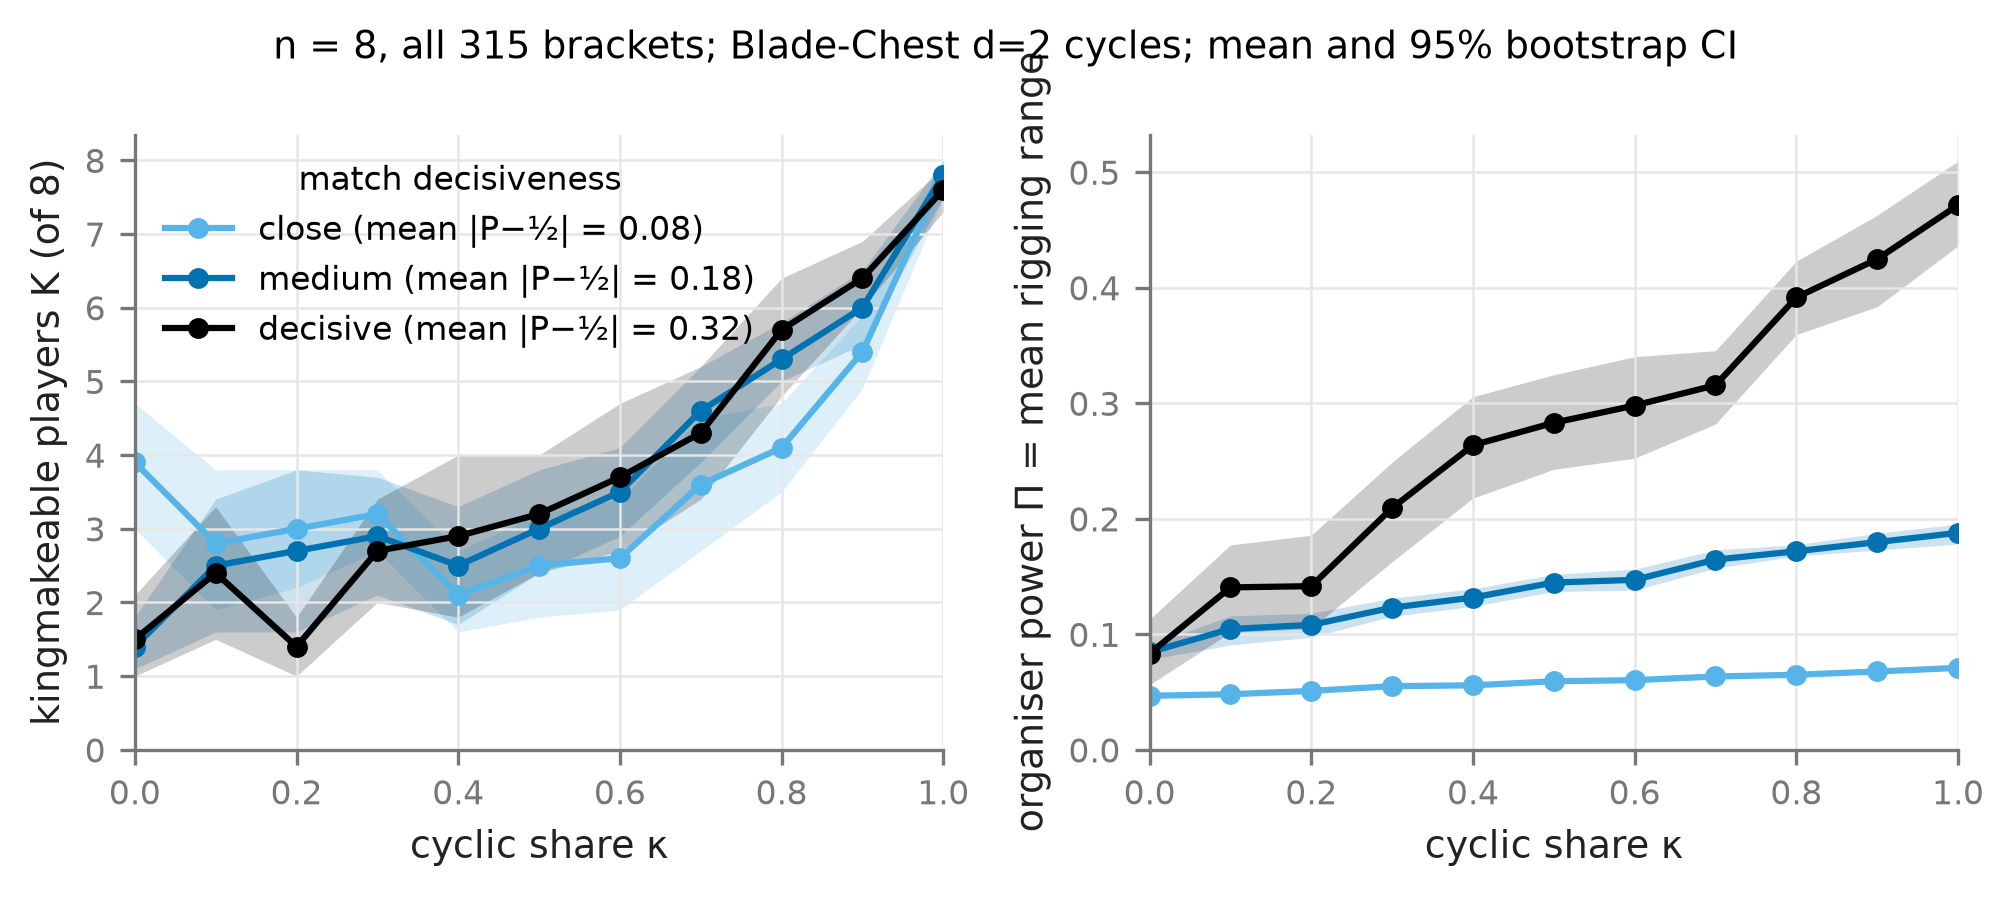 n = 8, all 315 brackets; Blade-Chest d=2 cycles; mean and 95% bootstrap CI
kingmakeable players K (of 8)
8
7
6
5
4
3
2
1
0
match decisiveness
close (mean |P−½| = 0.08)
medium (mean |P−½| = 0.18)
decisive (mean |P−½| = 0.32)
0.0 0.2 0.4 0.6 0.8 1.0
cyclic share κ
organiser power Π = mean rigging range
0.5
0.4
0.3
0.2
0.1
0.0
0.0 0.2 0.4 0.6 0.8 1.0
cyclic share κ